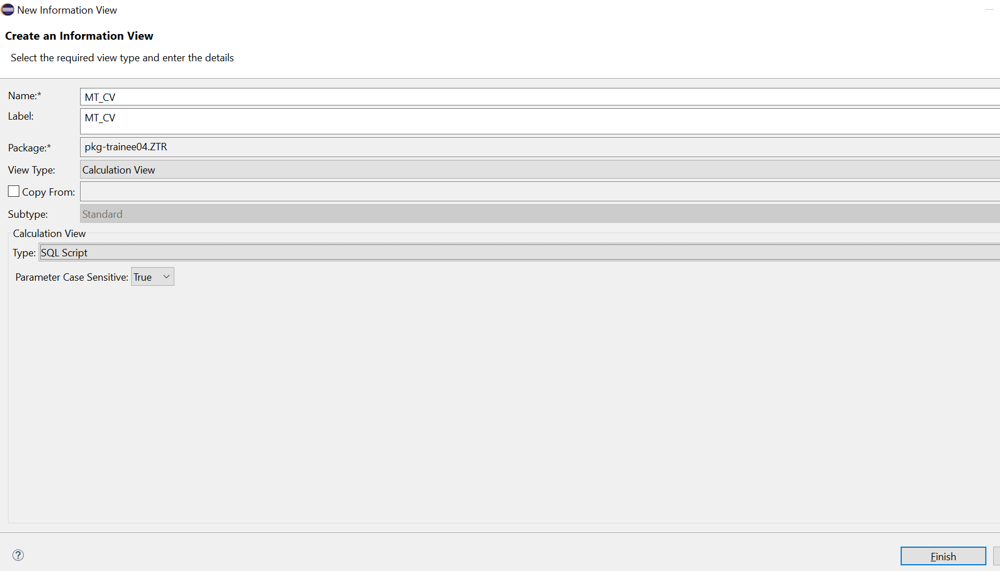 New Information View
Create an Information View
Select the required view type and enter the details
Name:* MT_CV
Label: MT_CV
Package:* pkg-trainee04.ZTR
View Type: Calculation View
Copy From:
Subtype: Standard
Calculation View
Type: SQL Script
Parameter Case Sensitive: True
?
Finish